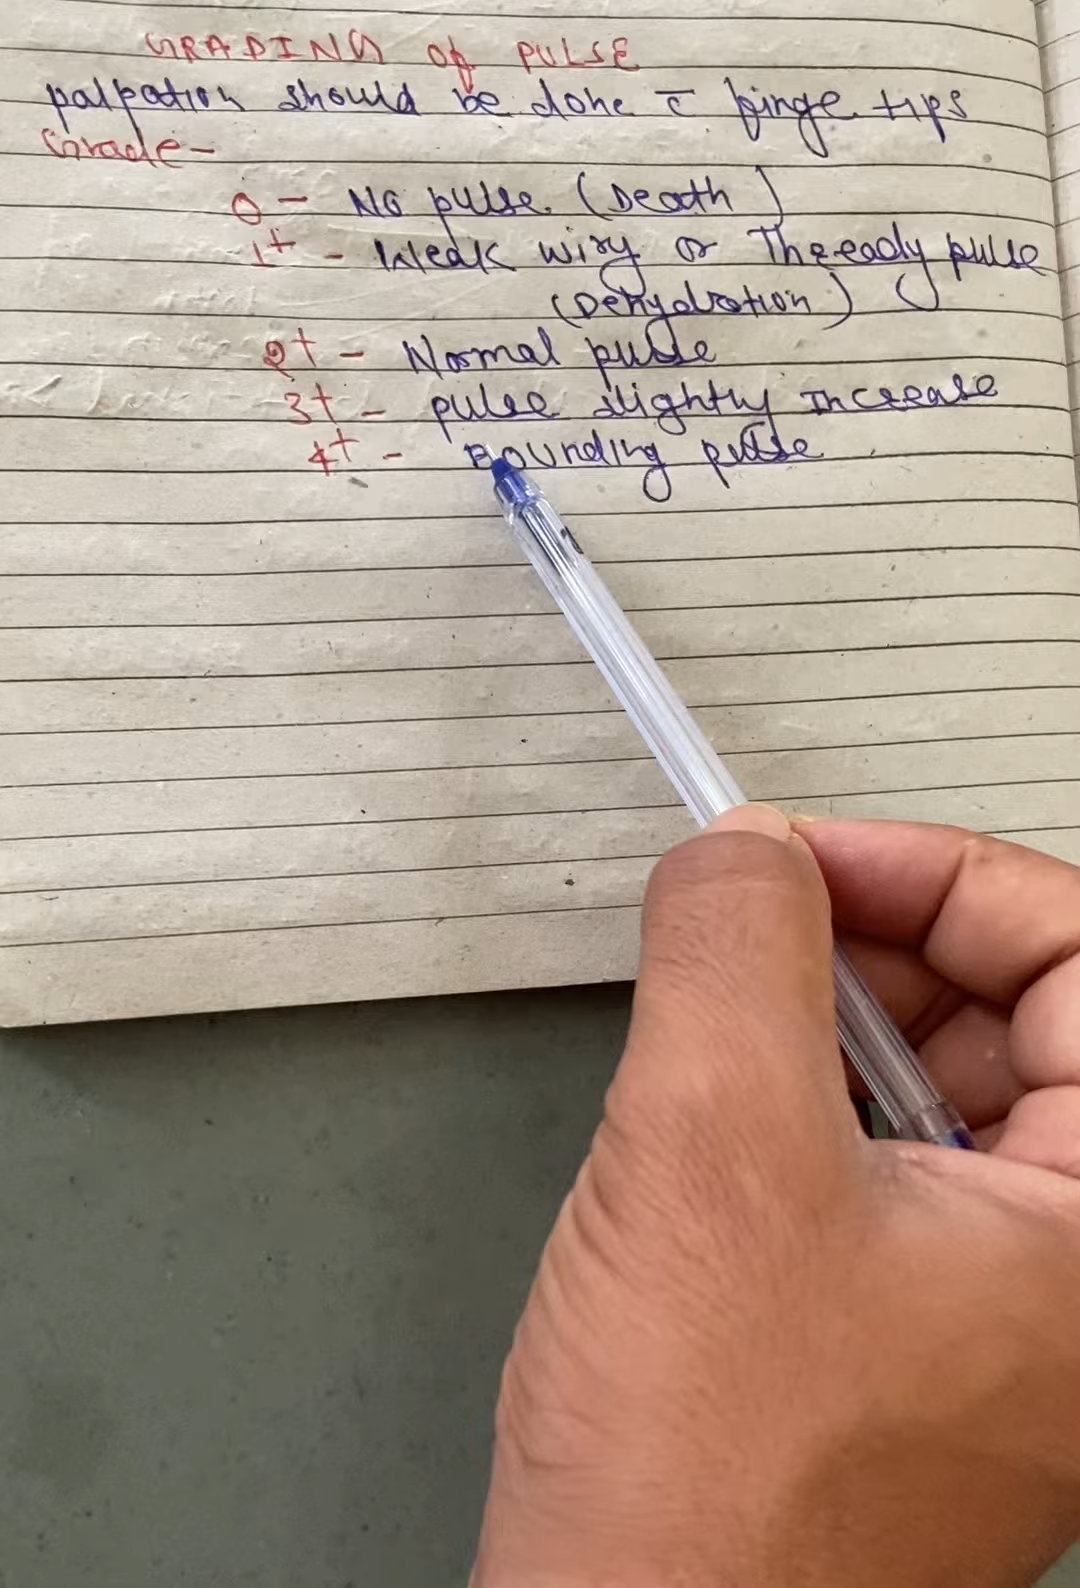 GRADING of PULSE
palpation should be done c̄ finge tips
Grade-
0 - No pulse (Death)
1+ - Weak wiry or Thready pulse
(Dehydration)
2+ - Normal pulse
3+ - pulse slightly Increase
4+ - Bounding pulse